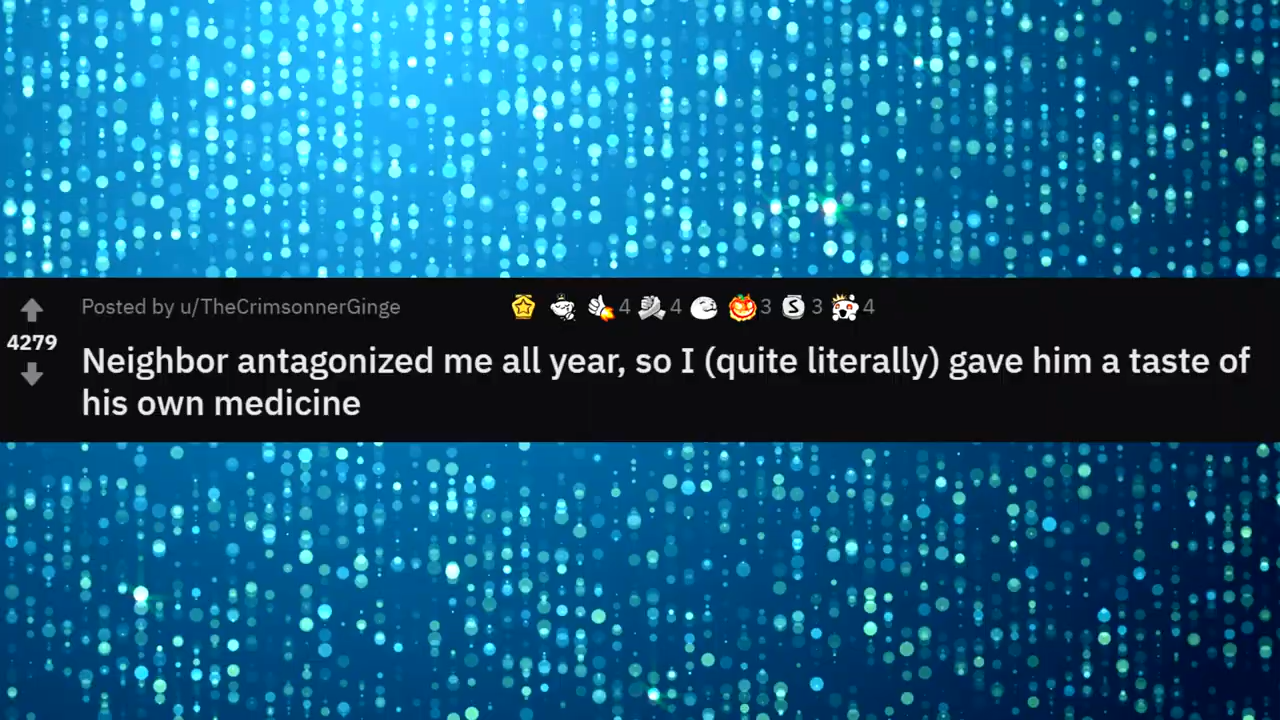 Posted by u/TheCrimsonnerGinge 4 4 3 3 4
4279
Neighbor antagonized me all year, so I (quite literally) gave him a taste of
his own medicine